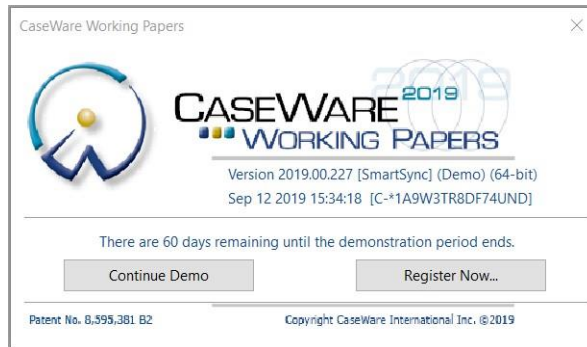 CaseWare Working Papers
2019
CASEWARE 2019
WORKING PAPERS
Version 2019.00.227 [SmartSync] (Demo) (64-bit)
Sep 12 2019 15:34:18 [C-*1A9W3TR8DF74UND]
There are 60 days remaining until the demonstration period ends.
Continue Demo
Register Now...
Patent No. 8,595,381 B2
Copyright CaseWare International Inc. ©2019